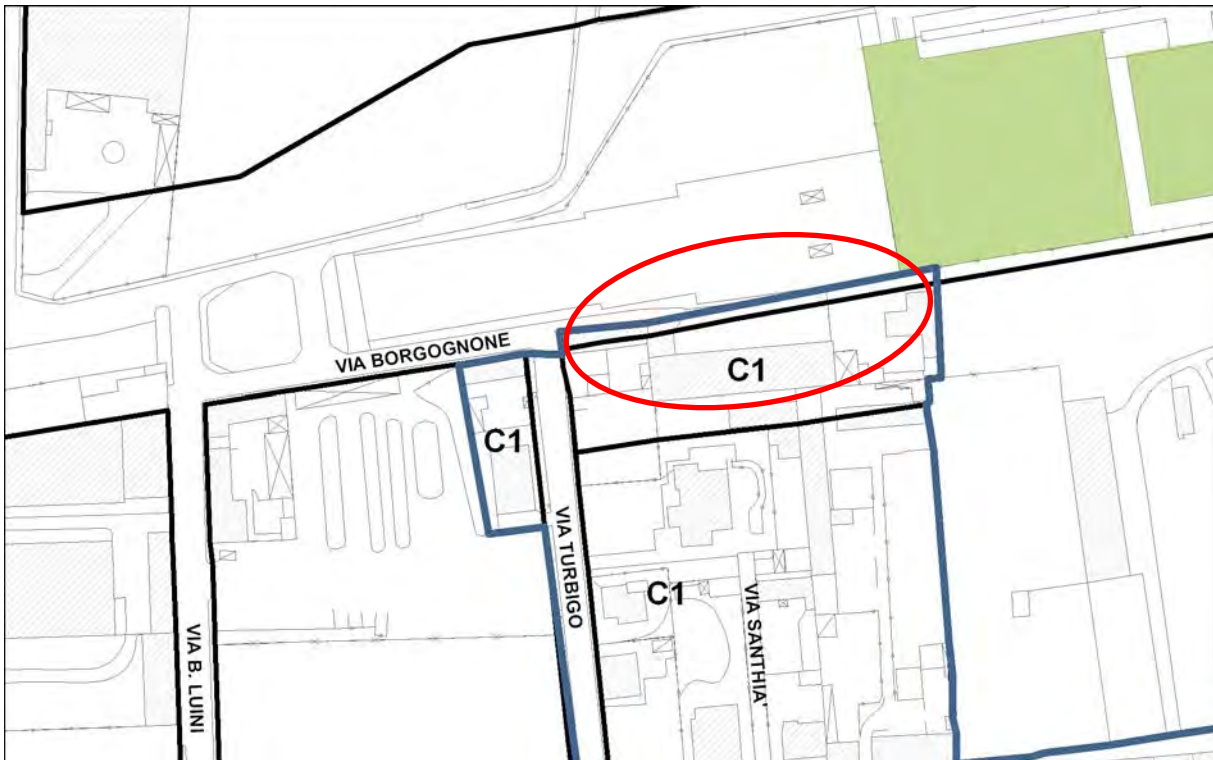 VIA BORGOGNONE
C1
C1
VIA TURBIGO
C1
VIA SANTHIA'
VIA B. LUINI